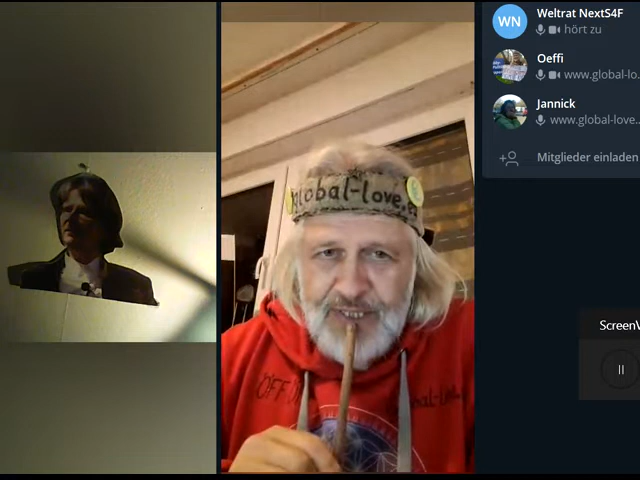 WN
Weltrat NextS4F
hört zu
Oeffi
www.global-lo...
Jannick
www.global-love...
Mitglieder einladen
global-love.
ScreenV